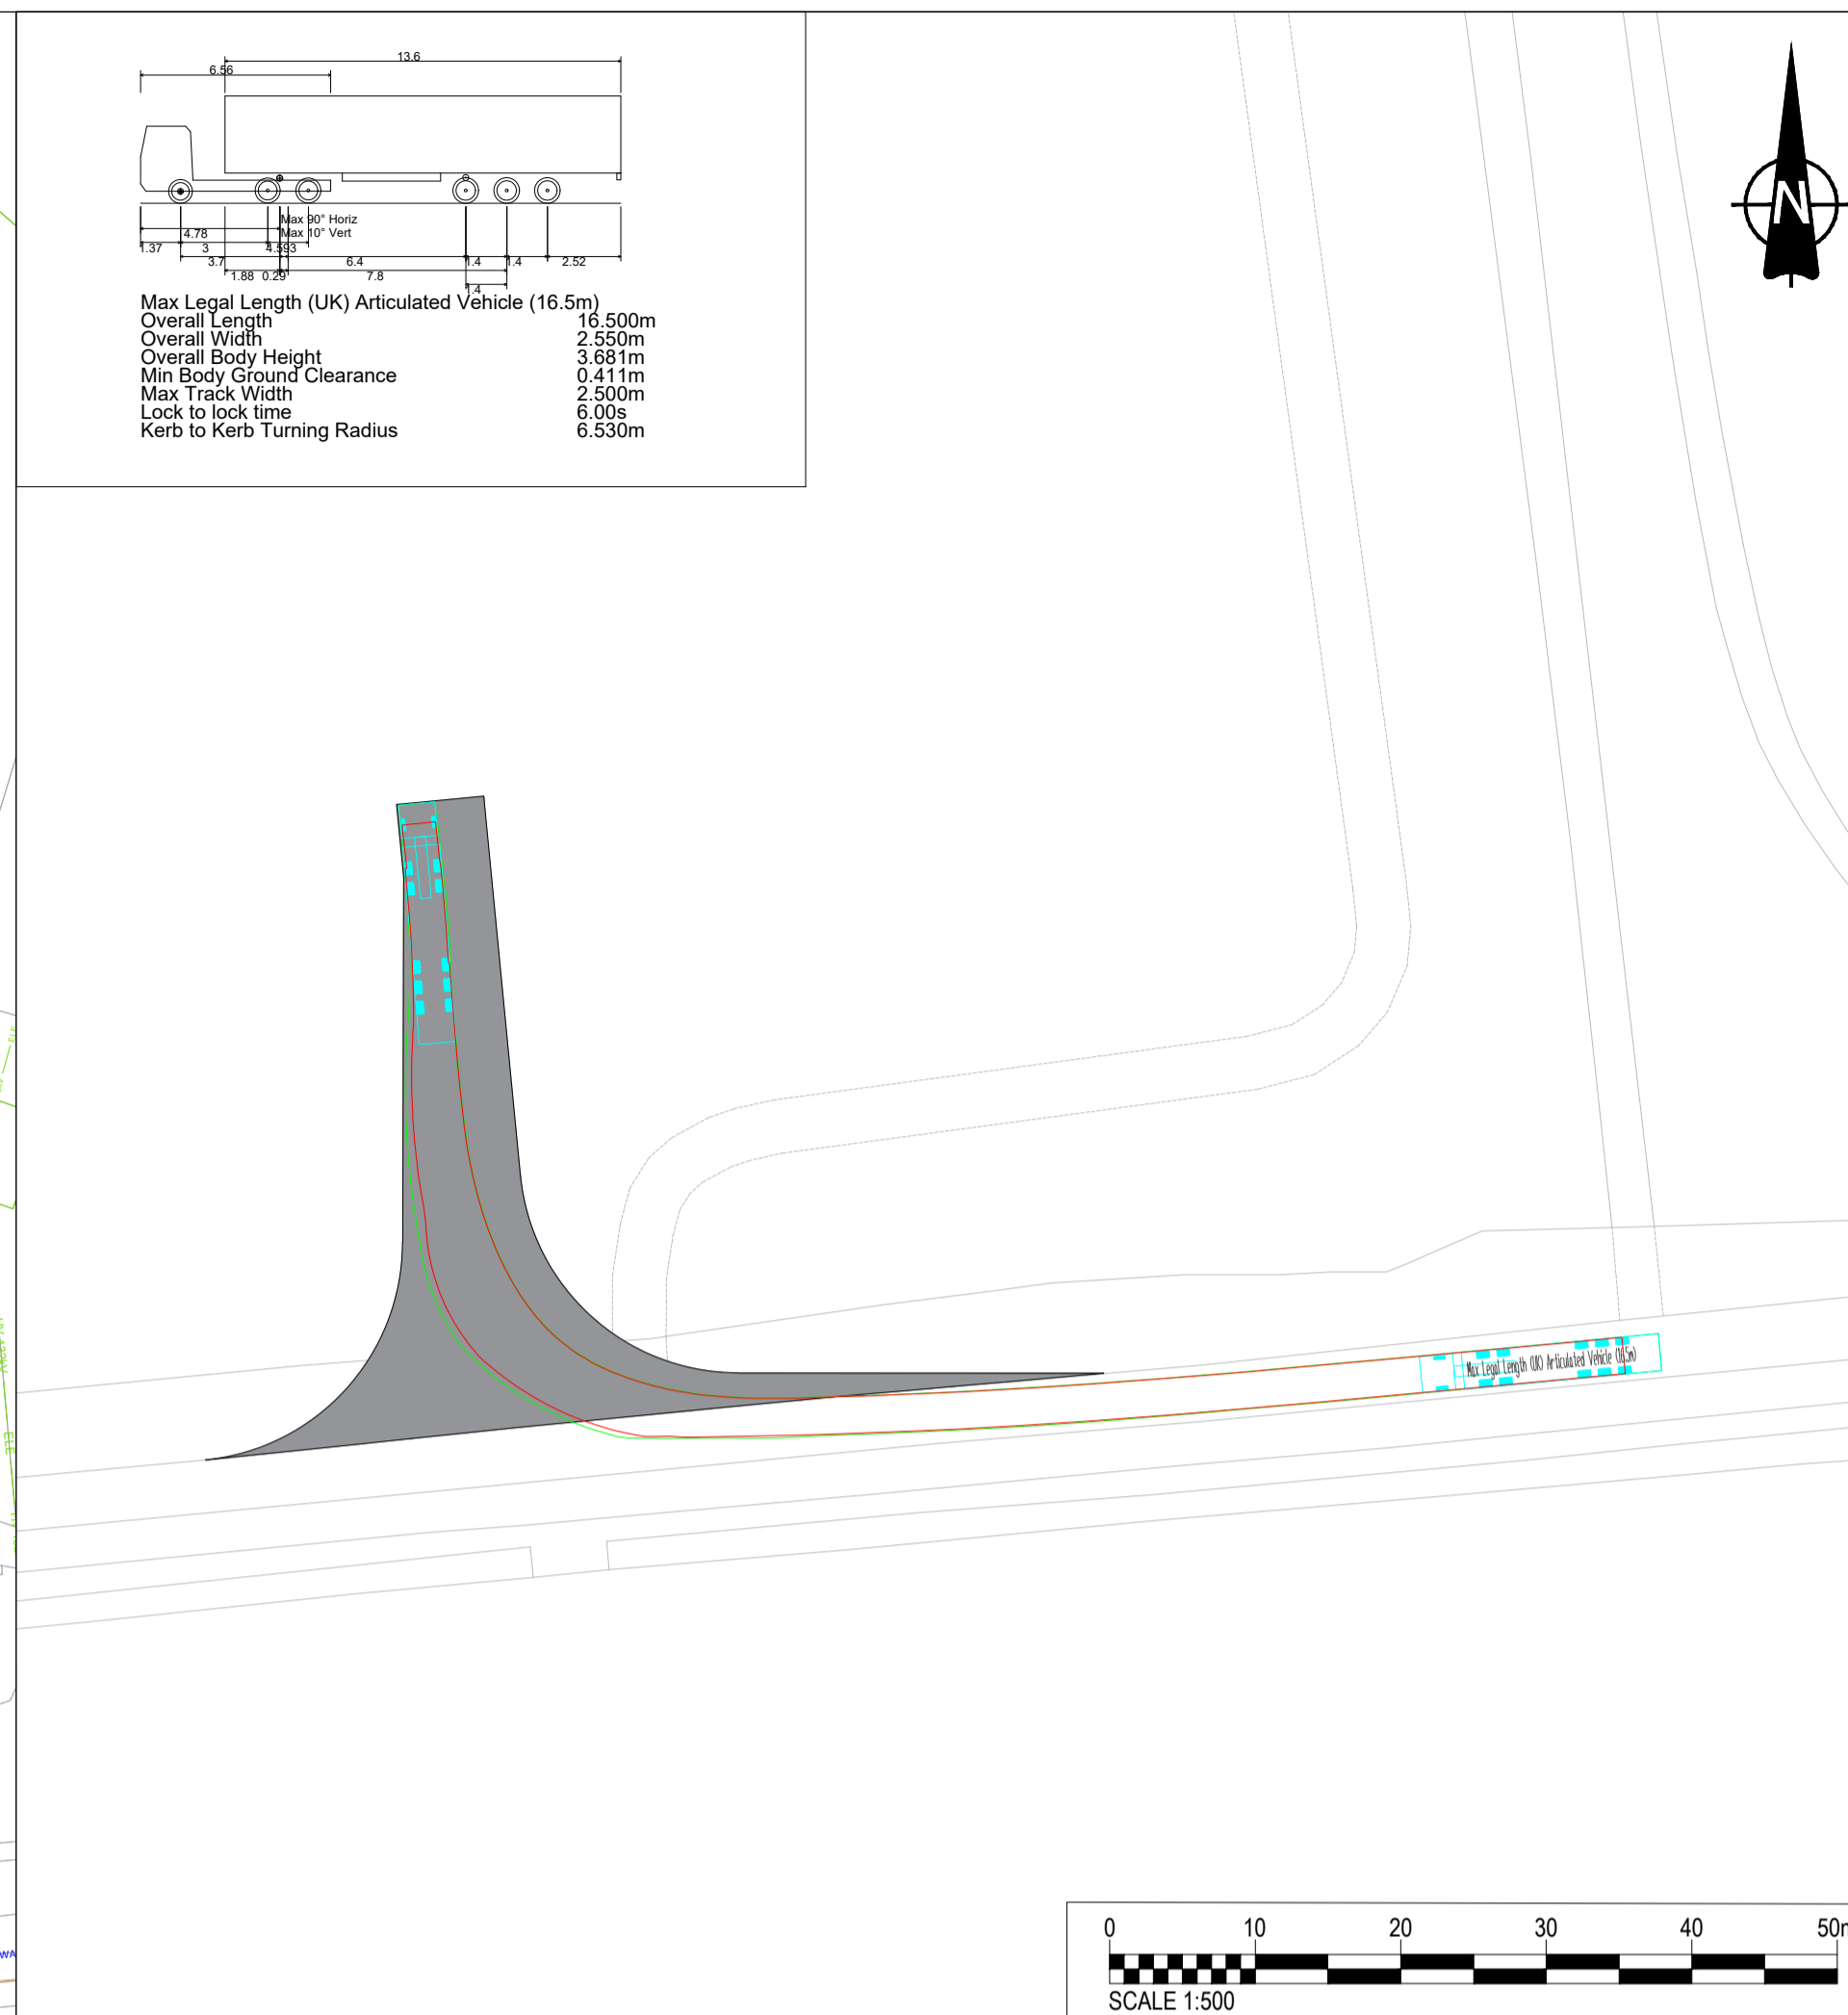 13.6
6.56
N
Max 90° Horiz
4.78 Max 10° Vert
1.37 3 4.593
3.7 6.4 1.4 1.4 2.52
1.88 0.29 7.8
1.4
Max Legal Length (UK) Articulated Vehicle (16.5m)
Overall Length 16.500m
Overall Width 2.550m
Overall Body Height 3.681m
Min Body Ground Clearance 0.411m
Max Track Width 2.500m
Lock to lock time 6.00s
Kerb to Kerb Turning Radius 6.530m
ELE
Max Legal Length (UK) Articulated Vehicle (16.5m)
ELE
WA
0 10 20 30 40 50m
SCALE 1:500